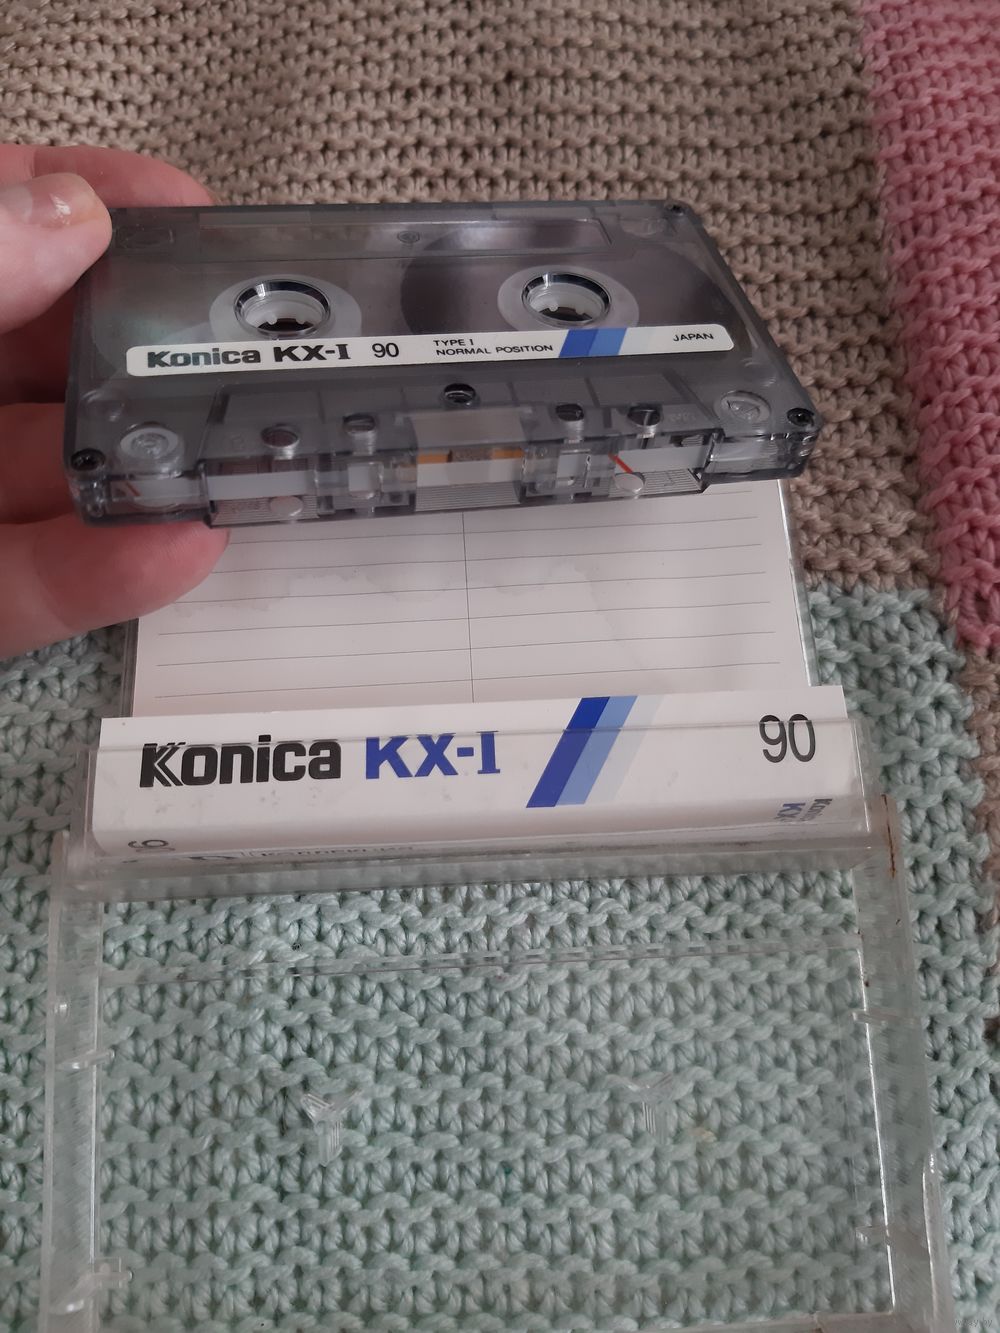 Konica KX-I 90 TYPE I JAPAN
NORMAL POSITION
Konica KX-I 90